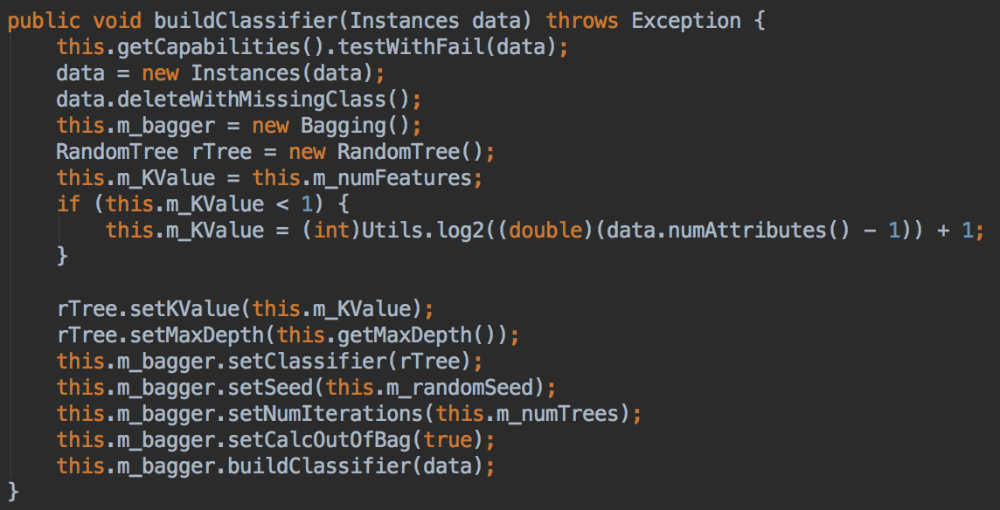 public void buildClassifier(Instances data) throws Exception {
    this.getCapabilities().testWithFail(data);
    data = new Instances(data);
    data.deleteWithMissingClass();
    this.m_bagger = new Bagging();
    RandomTree rTree = new RandomTree();
    this.m_KValue = this.m_numFeatures;
    if (this.m_KValue < 1) {
        this.m_KValue = (int)Utils.log2((double)(data.numAttributes() - 1)) + 1;
    }

    rTree.setKValue(this.m_KValue);
    rTree.setMaxDepth(this.getMaxDepth());
    this.m_bagger.setClassifier(rTree);
    this.m_bagger.setSeed(this.m_randomSeed);
    this.m_bagger.setNumIterations(this.m_numTrees);
    this.m_bagger.setCalcOutOfBag(true);
    this.m_bagger.buildClassifier(data);
}